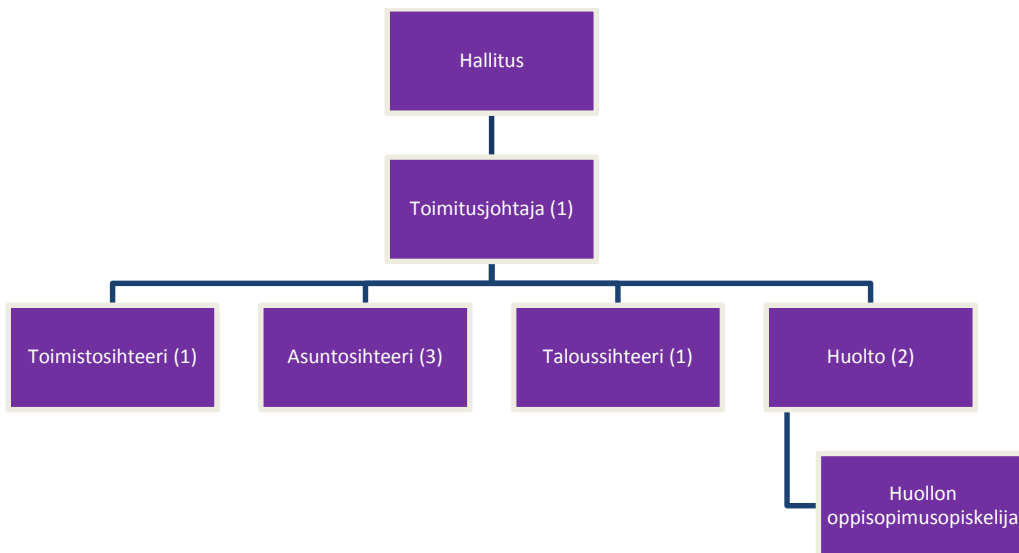 Hallitus
Toimitusjohtaja (1)
Toimistosihteeri (1)
Asuntosihteeri (3)
Taloussihteeri (1)
Huolto (2)
Huollon
oppisopimusopiskelija